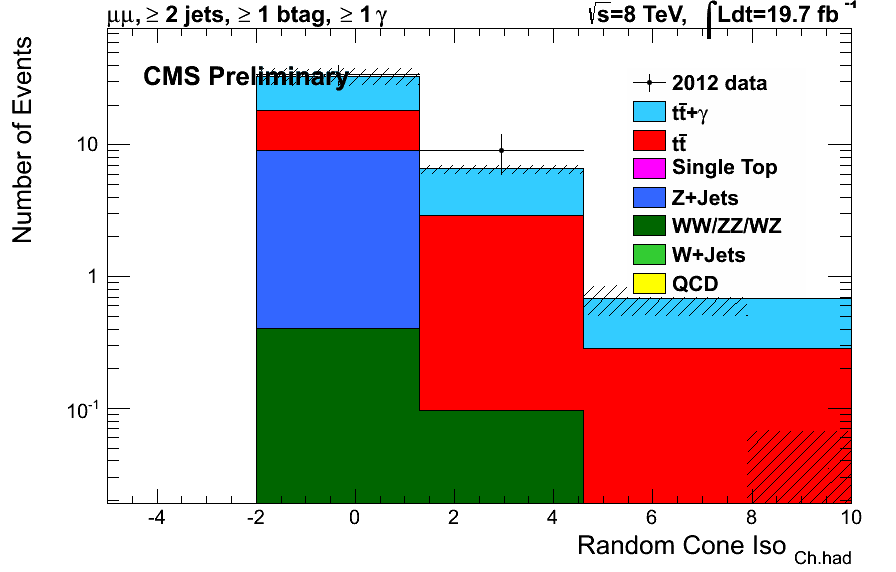 μμ, ≥ 2 jets, ≥ 1 btag, ≥ 1 γ
√s=8 TeV, ∫Ldt=19.7 fb⁻¹
CMS Preliminary
2012 data
tt̄+γ
tt̄
Single Top
Z+Jets
WW/ZZ/WZ
W+Jets
QCD
Number of Events
10
1
10⁻¹
-4 -2 0 2 4 6 8 10
Random Cone Iso Ch.had